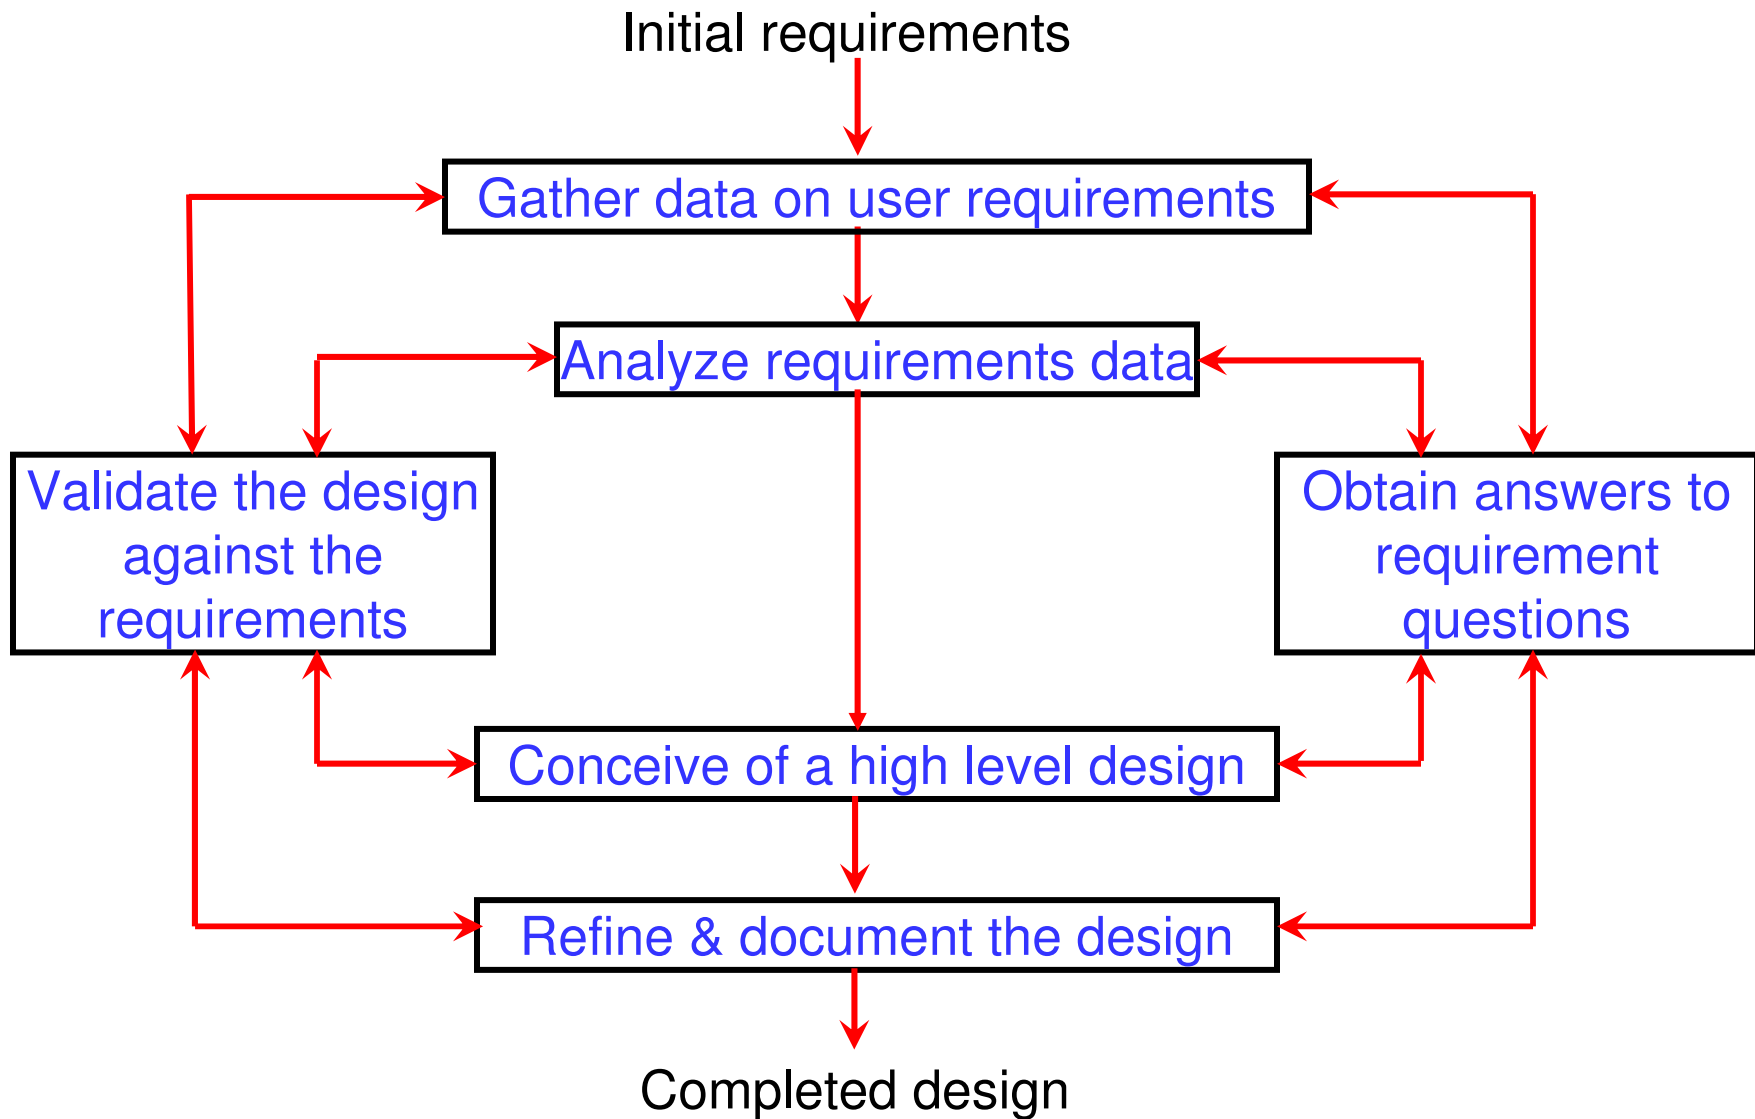 Initial requirements
Gather data on user requirements
Analyze requirements data
Validate the design
against the
requirements
Obtain answers to
requirement
questions
Conceive of a high level design
Refine & document the design
Completed design